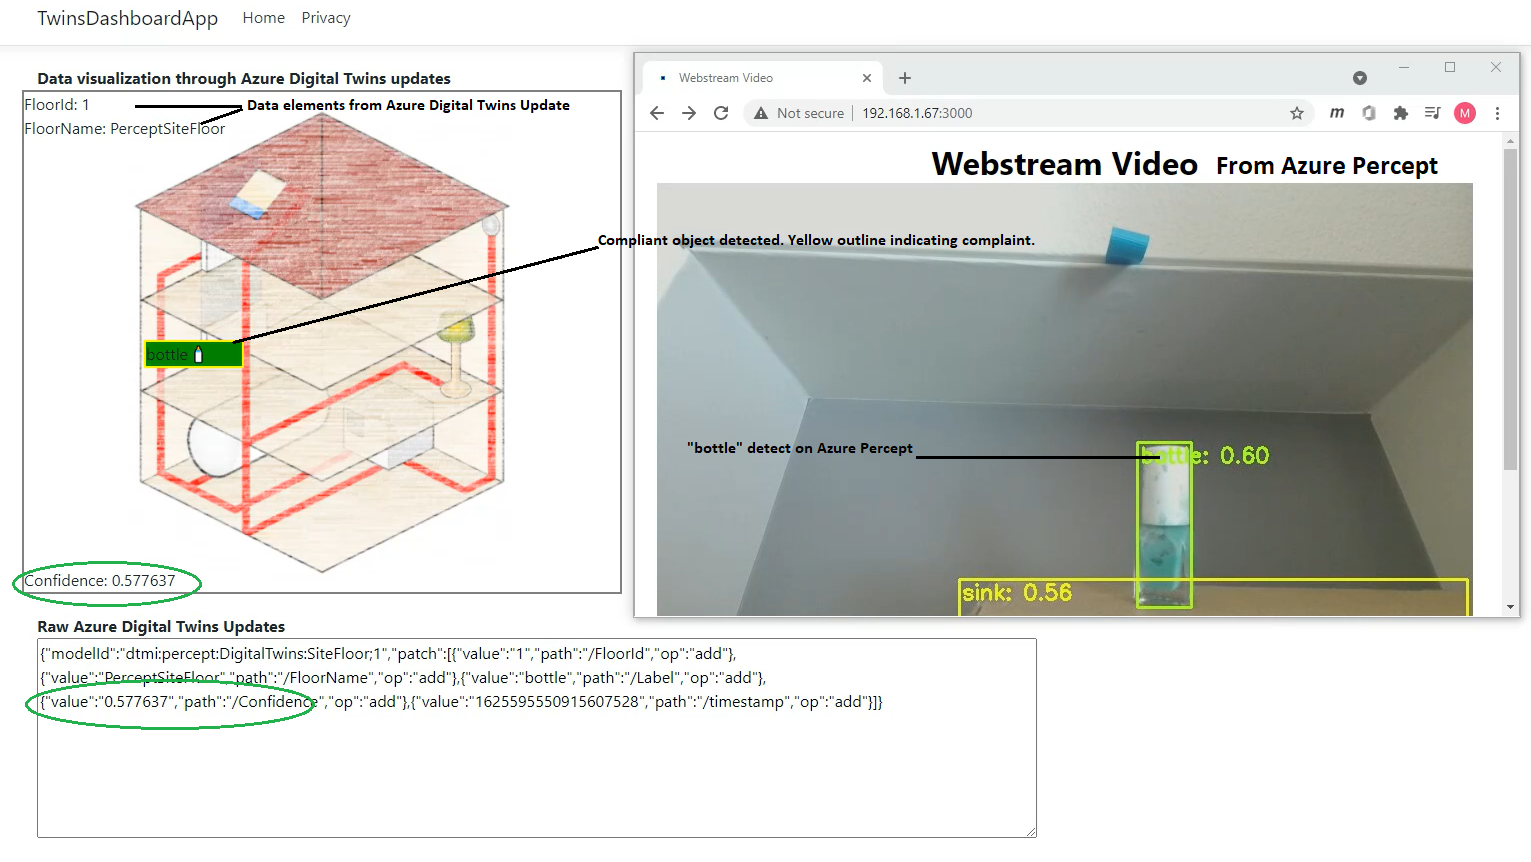 TwinsDashboardApp Home Privacy
Data visualization through Azure Digital Twins updates
FloorId: 1
Data elements from Azure Digital Twins Update
FloorName: PerceptSiteFloor
Compliant object detected. Yellow outline indicating complaint.
bottle
Confidence: 0.577637
Webstream Video
Not secure 192.168.1.67:3000
m
M
Webstream Video From Azure Percept
"bottle" detect on Azure Percept
bottle: 0.60
sink: 0.56
Raw Azure Digital Twins Updates
{"modelId":"dtmi:percept:DigitalTwins:SiteFloor;1","patch":[{"value":"1","path":"/FloorId","op":"add"},
{"value":"PerceptSiteFloor","path":"/FloorName","op":"add"},{"value":"bottle","path":"/Label","op":"add"},
{"value":"0.577637","path":"/Confidence","op":"add"},{"value":"1625595550915607528","path":"/timestamp","op":"add"}]}